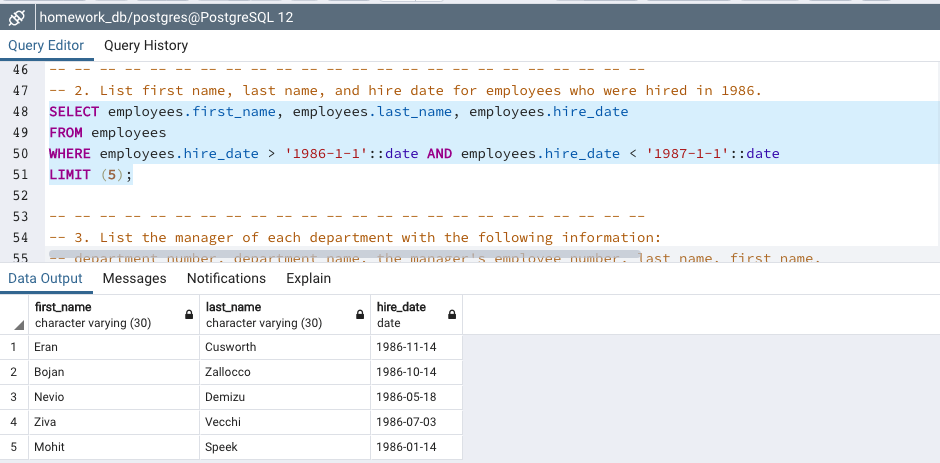 homework_db/postgres@PostgreSQL 12
Query Editor Query History
46 -- -- -- -- -- -- -- -- -- -- -- -- -- -- -- -- -- -- -- -- -- -- -- --
47 -- 2. List first name, last name, and hire date for employees who were hired in 1986.
48 SELECT employees.first_name, employees.last_name, employees.hire_date
49 FROM employees
50 WHERE employees.hire_date > '1986-1-1'::date AND employees.hire_date < '1987-1-1'::date
51 LIMIT (5);
52
53 -- -- -- -- -- -- -- -- -- -- -- -- -- -- -- -- -- -- -- -- -- -- -- --
54 -- 3. List the manager of each department with the following information:
55 -- department number, department name, the manager's employee number, last name, first name,
Data Output Messages Notifications Explain
first_name last_name hire_date
character varying (30) character varying (30) date
1 Eran Cusworth 1986-11-14
2 Bojan Zallocco 1986-10-14
3 Nevio Demizu 1986-05-18
4 Ziva Vecchi 1986-07-03
5 Mohit Speek 1986-01-14